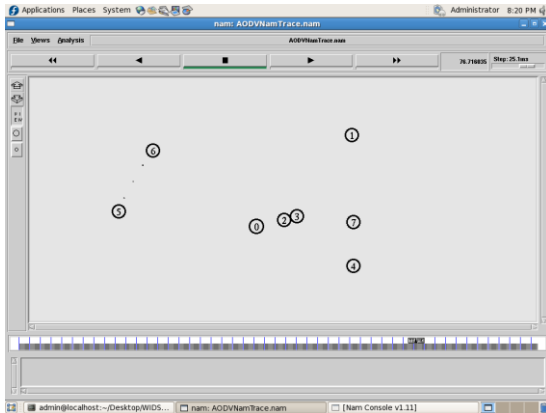 Applications Places System Administrator 8:20 PM
nam: AODVNamTrace.nam
File Views Analysis AODVNamTrace.nam
76.716035 Step: 25.1ms
1
6
5
0 2 3 7
4
admin@localhost:~/Desktop/WIDS... nam: AODVNamTrace.nam [Nam Console v1.11]